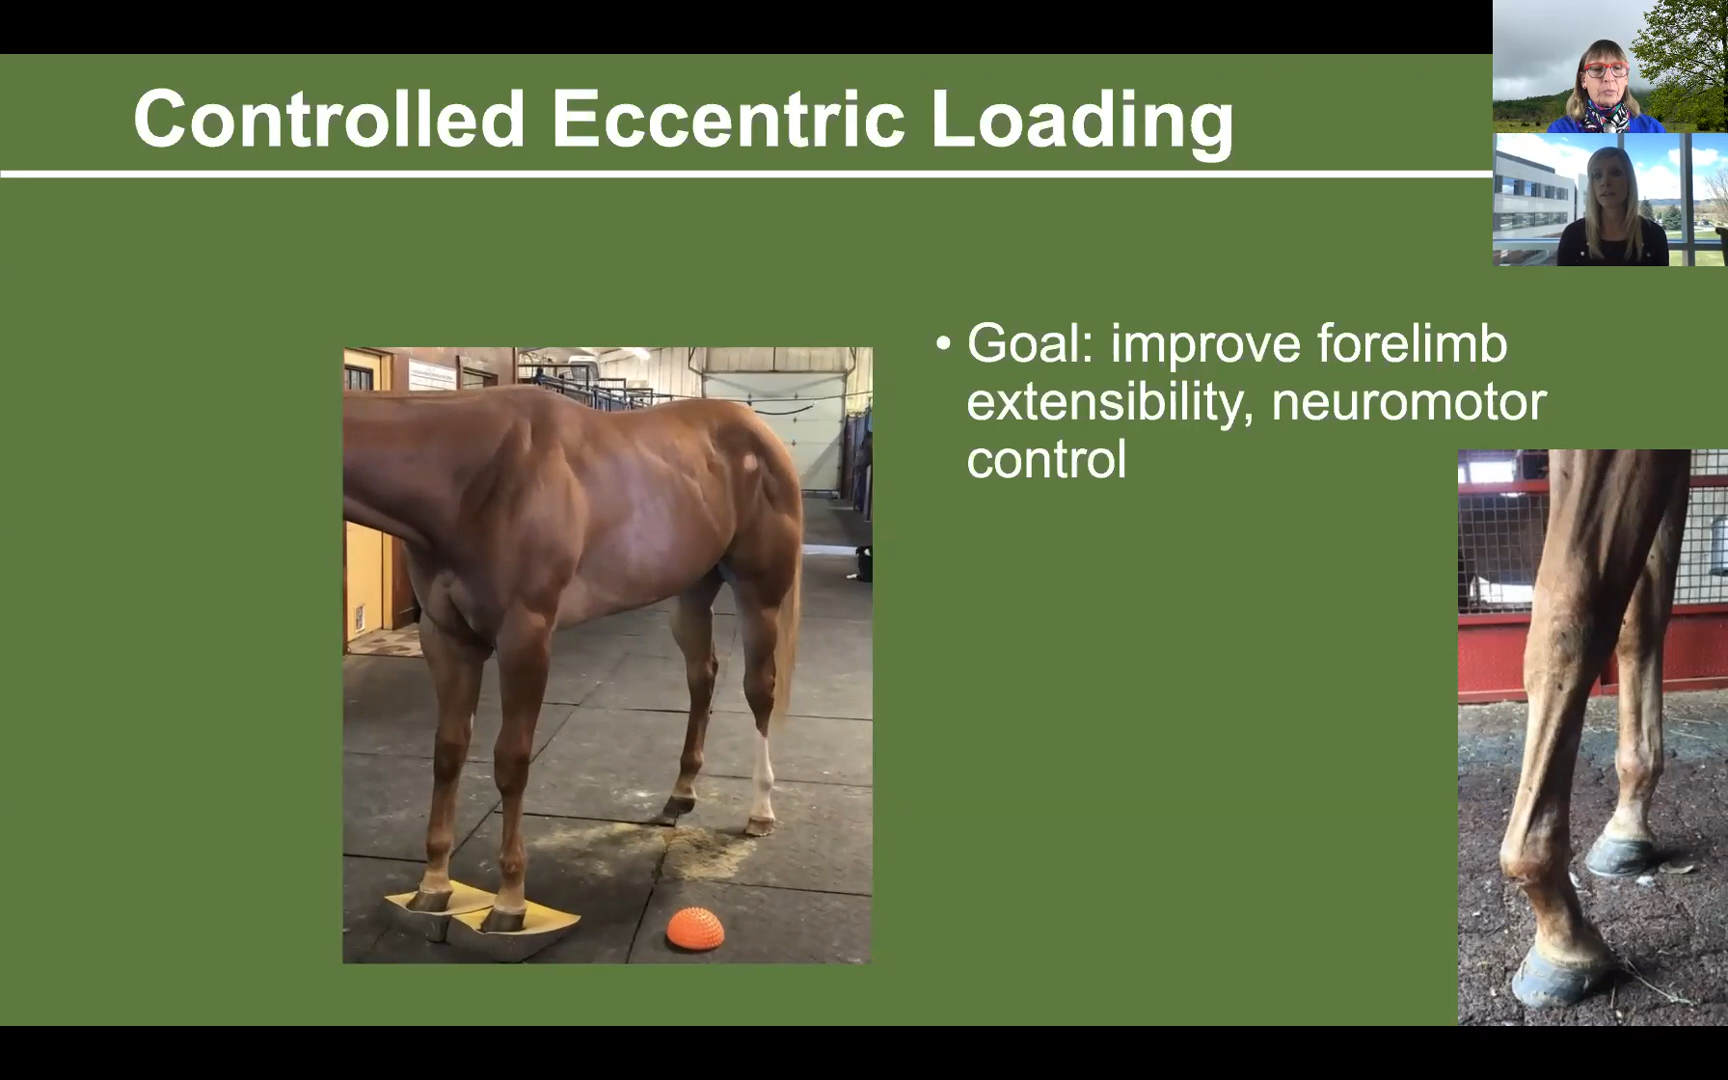 Controlled Eccentric Loading
• Goal: improve forelimb
extensibility, neuromotor
control